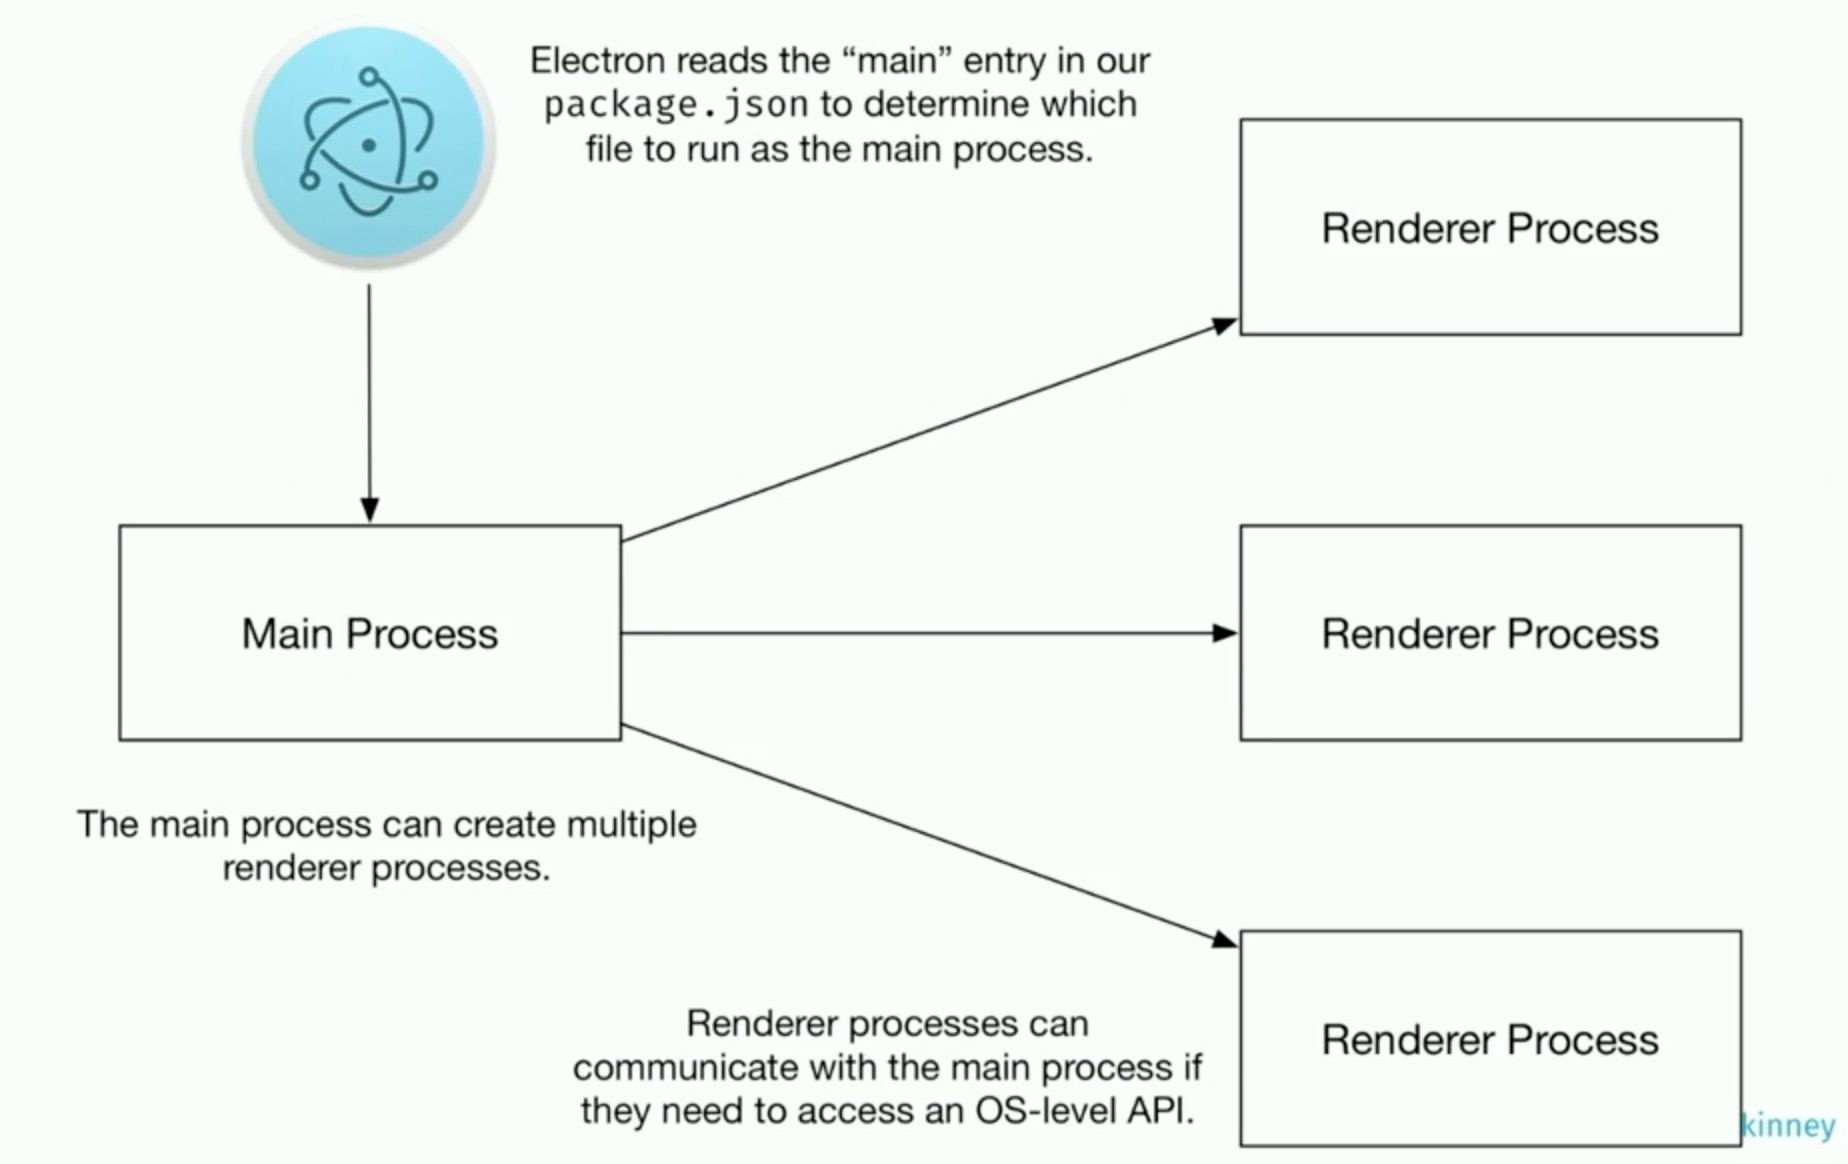 Electron reads the “main” entry in our
package.json to determine which
file to run as the main process.
Renderer Process
Main Process
Renderer Process
The main process can create multiple
renderer processes.
Renderer processes can
communicate with the main process if
they need to access an OS-level API.
Renderer Process
kinney